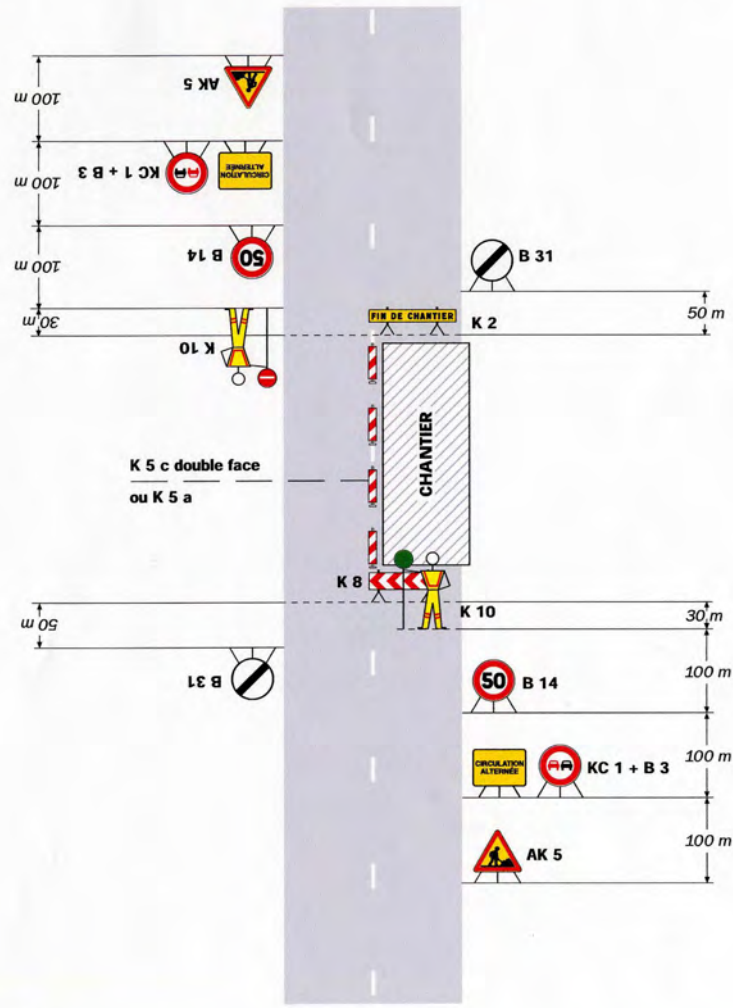 AK 5
100 m
KC 1 + B 3
CIRCULATION
ALTERNÉE
100 m
B 14
50
100 m
K 10
30 m
B 31
50 m
FIN DE CHANTIER
K 2
CHANTIER
K 5 c double face
ou K 5 a
K 8
K 10
30 m
50 m
B 31
50
B 14
100 m
CIRCULATION
ALTERNÉE
KC 1 + B 3
100 m
AK 5
100 m